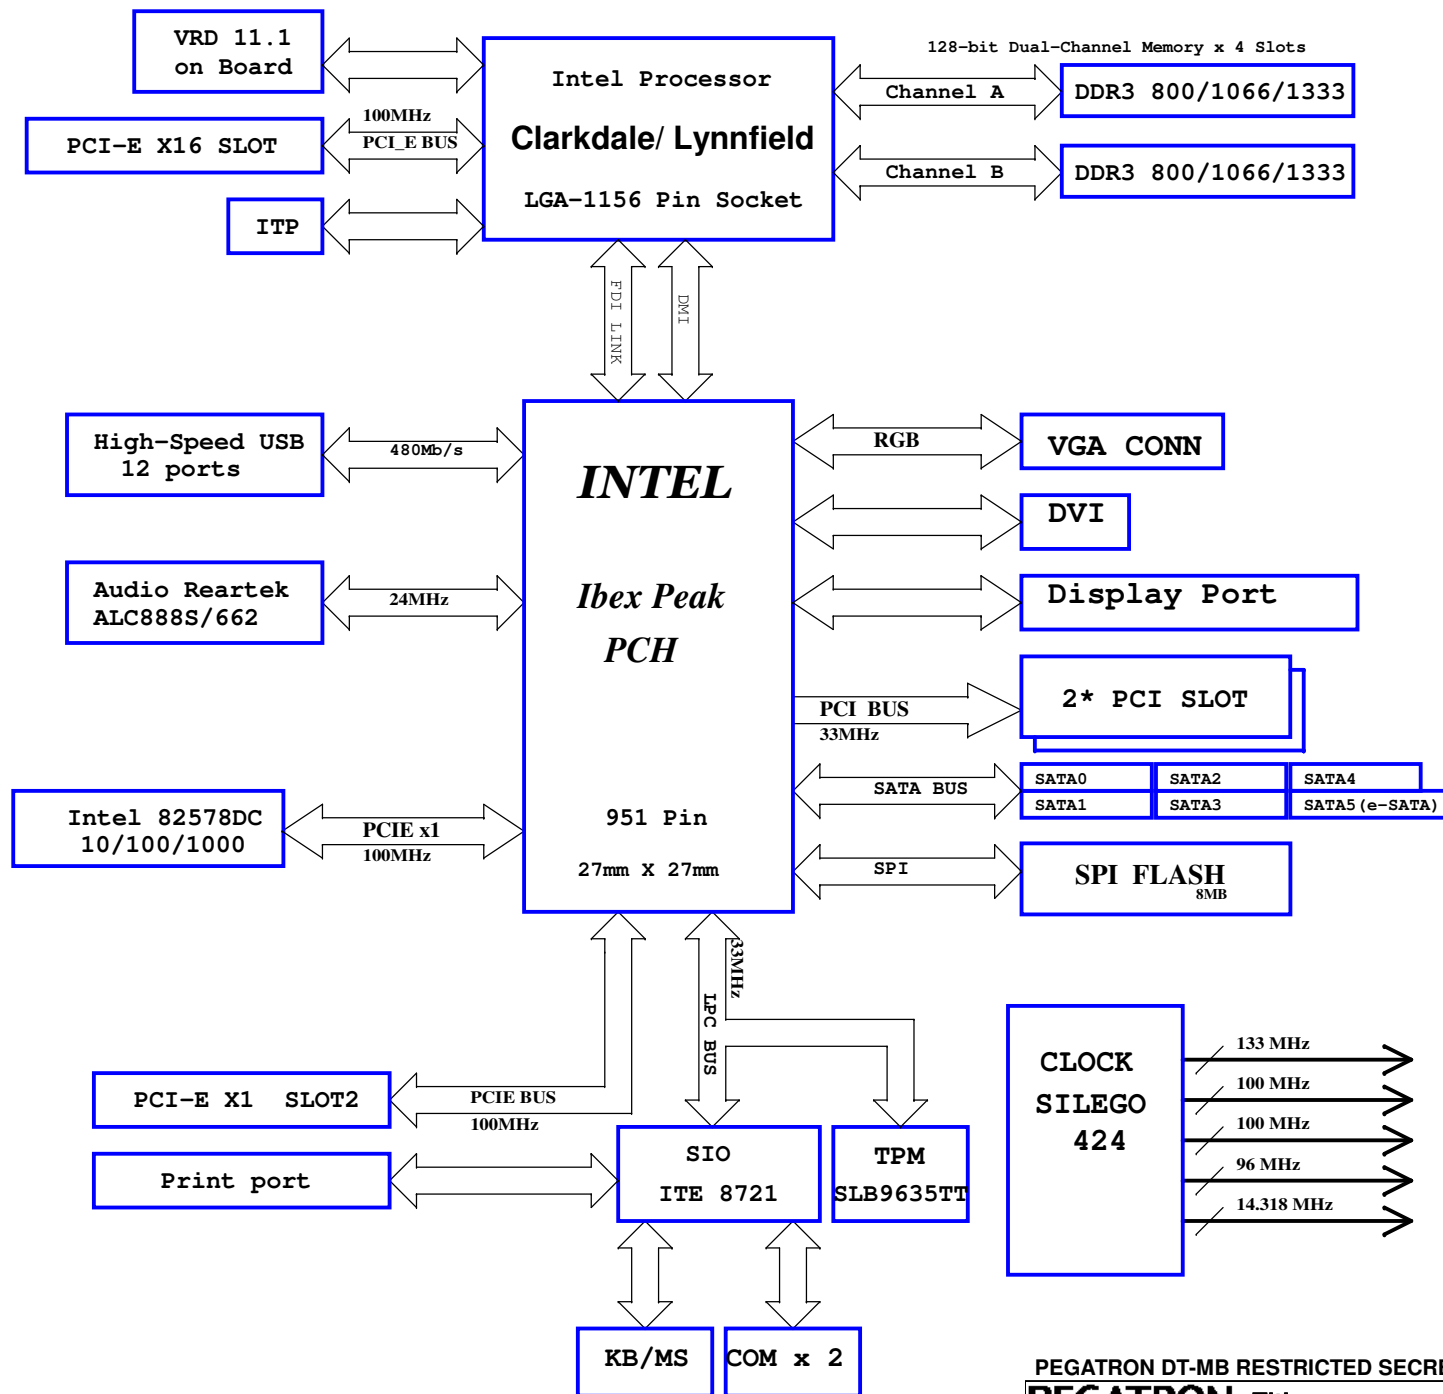 VRD 11.1
on Board
PCI-E X16 SLOT
100MHz
PCI_E BUS
ITP
Intel Processor
Clarkdale/ Lynnfield
LGA-1156 Pin Socket
128-bit Dual-Channel Memory x 4 Slots
Channel A
DDR3 800/1066/1333
Channel B
DDR3 800/1066/1333
FDI LINK
DMI
High-Speed USB
12 ports
480Mb/s
Audio Reartek
ALC888S/662
24MHz
Intel 82578DC
10/100/1000
PCIE x1
100MHz
INTEL
Ibex Peak
PCH
951 Pin
27mm X 27mm
RGB
VGA CONN
DVI
Display Port
PCI BUS
33MHz
2* PCI SLOT
SATA BUS
SATA0
SATA2
SATA4
SATA1
SATA3
SATA5(e-SATA)
SPI
SPI FLASH
8MB
33MHz
LPC BUS
PCI-E X1 SLOT2
PCIE BUS
100MHz
Print port
SIO
ITE 8721
TPM
SLB9635TT
KB/MS
COM x 2
CLOCK
SILEGO
424
133 MHz
100 MHz
100 MHz
96 MHz
14.318 MHz
PEGATRON DT-MB RESTRICTED SECRE
PEGATRON